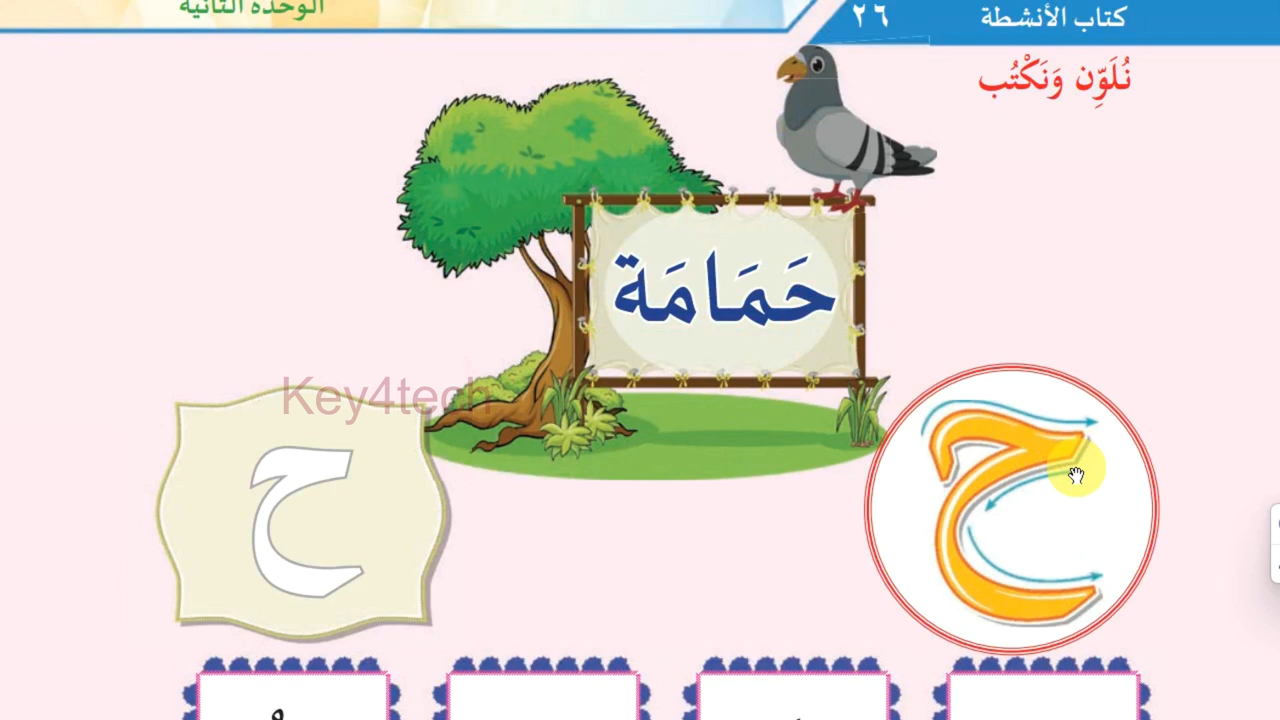 كتاب الأنشطة ٢٦
الوحدة الثانية
نُلَوِّن وَنَكْتُب
حَمَامَة
Key4tech
ح
ح